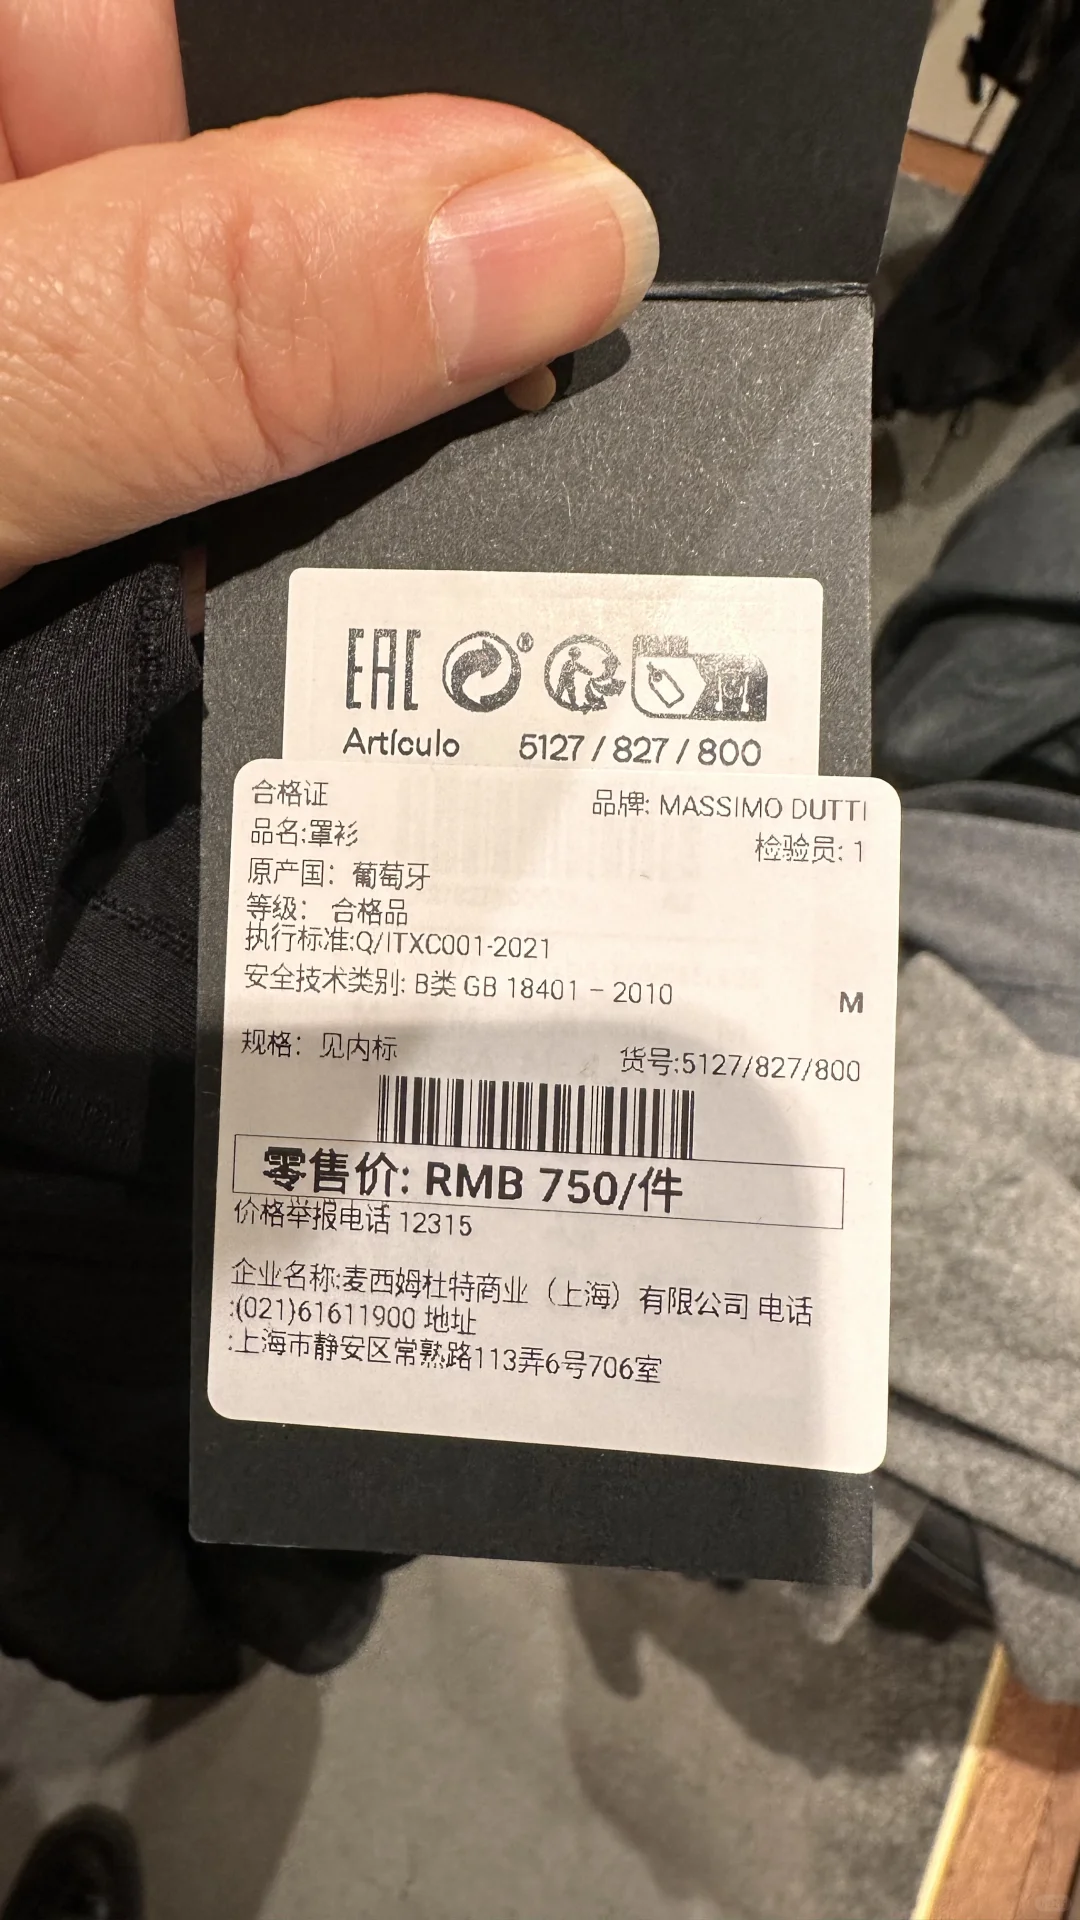 EAC
Artículo 5127 / 827 / 800
合格证
品牌: MASSIMO DUTTI
品名:罩衫
检验员: 1
原产国: 葡萄牙
等级: 合格品
执行标准:Q/ITXC001-2021
安全技术类别: B类 GB 18401 - 2010
M
规格: 见内标
货号:5127/827/800
零售价: RMB 750/件
价格举报电话 12315
企业名称:麦西姆杜特商业（上海）有限公司 电话
:(021)61611900 地址
:上海市静安区常熟路113弄6号706室